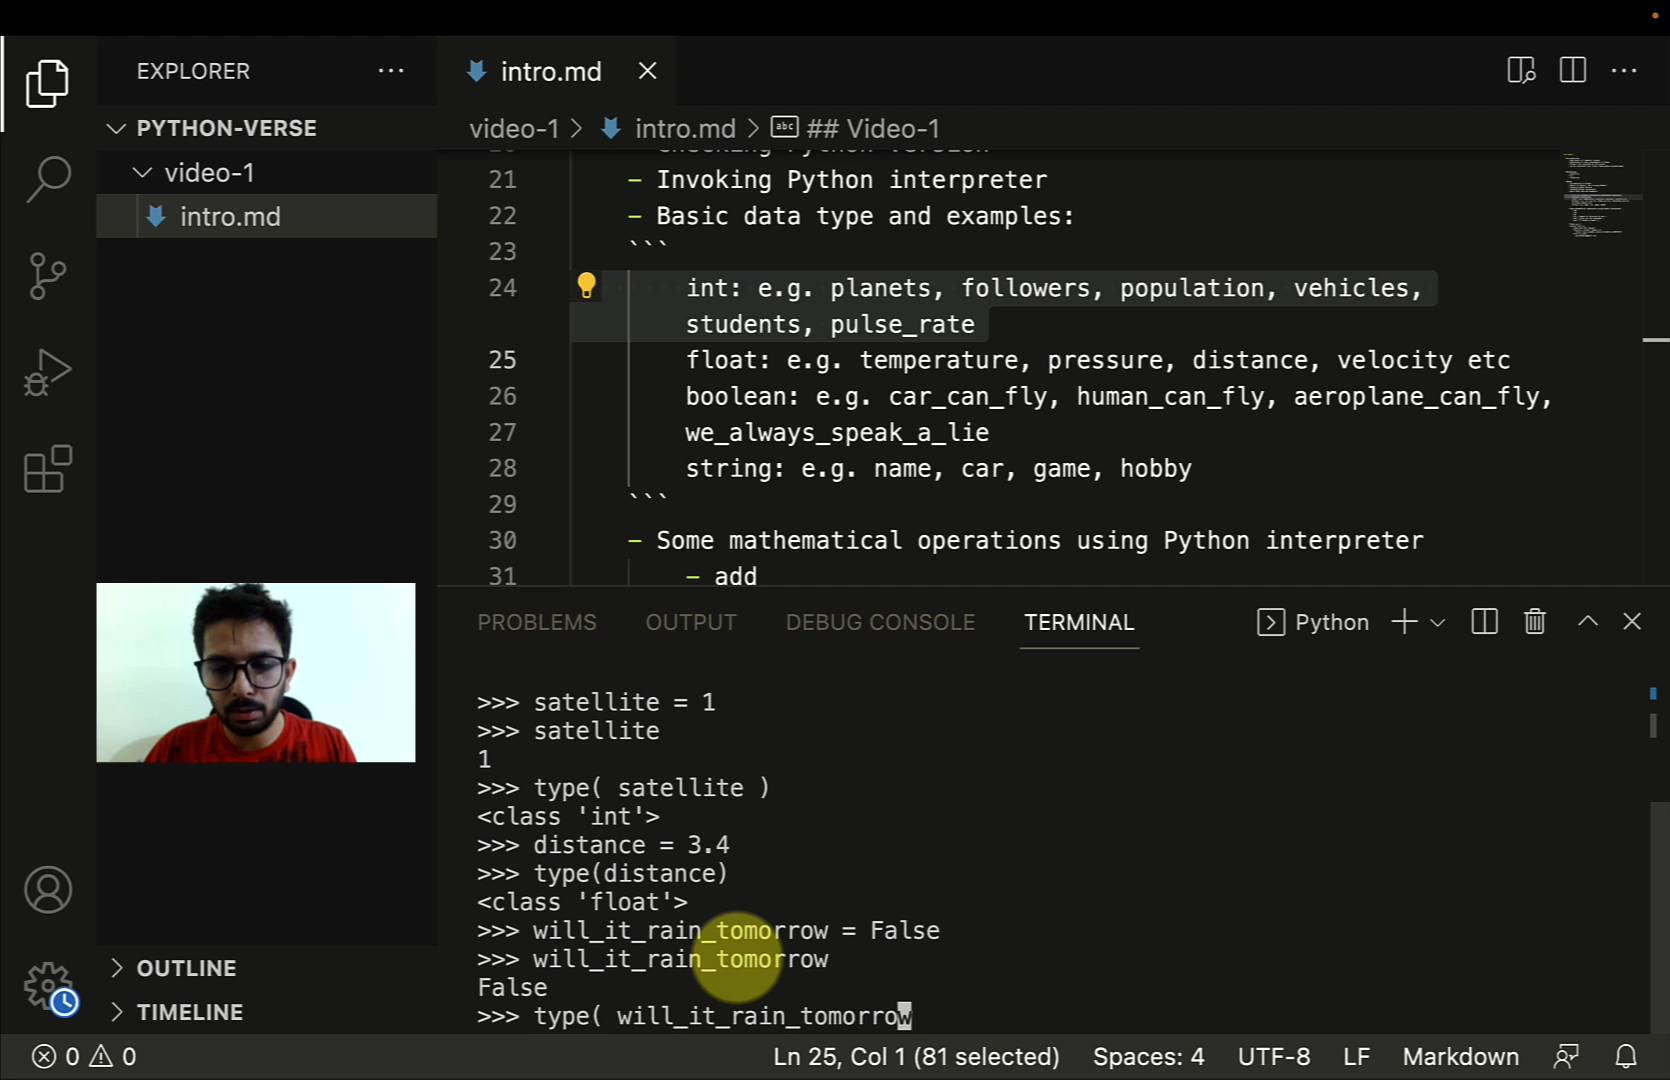 EXPLORER
···
intro.md
PYTHON-VERSE
video-1
intro.md
video-1 > intro.md > abc ## Video-1
21 - Invoking Python interpreter
22 - Basic data type and examples:
23 ```
24 int: e.g. planets, followers, population, vehicles,
students, pulse_rate
25 float: e.g. temperature, pressure, distance, velocity etc
26 boolean: e.g. car_can_fly, human_can_fly, aeroplane_can_fly,
27 we_always_speak_a_lie
28 string: e.g. name, car, game, hobby
29 ```
30 - Some mathematical operations using Python interpreter
31 - add
PROBLEMS OUTPUT DEBUG CONSOLE TERMINAL Python
>>> satellite = 1
>>> satellite
1
>>> type( satellite )
<class 'int'>
>>> distance = 3.4
>>> type(distance)
<class 'float'>
>>> will_it_rain_tomorrow = False
>>> will_it_rain_tomorrow
False
>>> type( will_it_rain_tomorrow
OUTLINE
TIMELINE
0 0 Ln 25, Col 1 (81 selected) Spaces: 4 UTF-8 LF Markdown